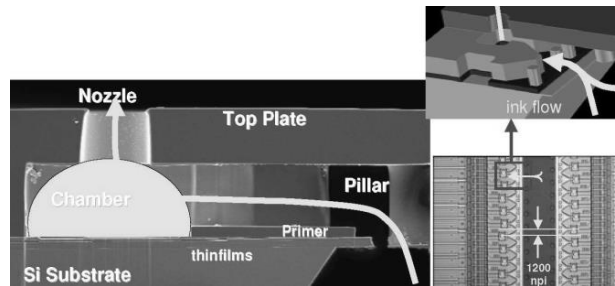 Nozzle
Top Plate
Chamber
Pillar
Primer
thinfilms
Si Substrate
ink flow
1200
npi